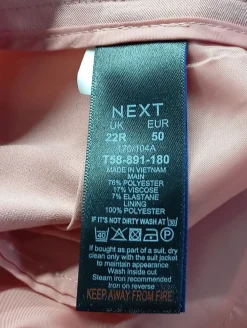 NEXT
UK EUR
22R 50
170/104A
T58-891-180
MADE IN VIETNAM
MAIN
76% POLYESTER
17% VISCOSE
7% ELASTANE
LINING
100% POLYESTER
IF IT'S NOT DIRTY WASH AT 30
40
If bought as part of a suit, dry
clean only with the suit jacket
to maintain appearance
Wash inside out
Steam iron recommended
Iron on reverse
KEEP AWAY FROM FIRE